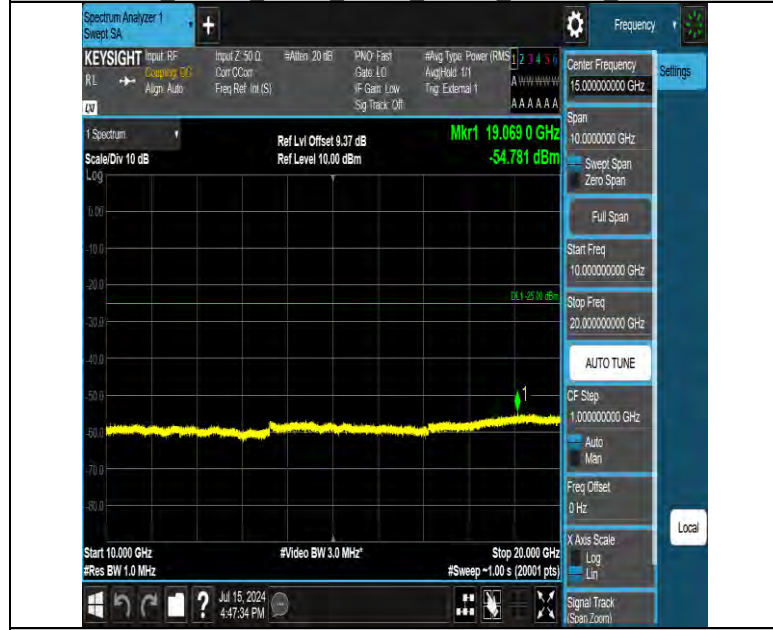 Spectrum Analyzer 1
Swept SA
Frequency
KEYSIGHT
Input: RF
Input Z: 50 Ω
#Atten: 20 dB
PNO: Fast
#Avg Type: Power (RMS
1 2 3 4 5 6
RL
Coupling: DC
Corr CCorr
Gate: LO
Avg|Hold: 1/1
Align: Auto
Freq Ref: Int (S)
IF Gain: Low
Trig: External 1
A W W W W W
Sig Track: Off
A A A A A A
LXI
Center Frequency
15.000000000 GHz
Settings
Span
10.0000000 GHz
Swept Span
Zero Span
Full Span
Start Freq
10.000000000 GHz
Stop Freq
20.000000000 GHz
AUTO TUNE
CF Step
1.000000000 GHz
Auto
Man
Freq Offset
0 Hz
X Axis Scale
Log
Lin
Local
Signal Track
(Span Zoom)
1 Spectrum
Ref Lvl Offset 9.37 dB
Mkr1 19.069 0 GHz
Scale/Div 10 dB
Ref Level 10.00 dBm
-54.781 dBm
Log
0.00
-10.0
-20.0
DL1 -25.00 dBm
-30.0
-40.0
-50.0
1
-60.0
-70.0
-80.0
Start 10.000 GHz
#Video BW 3.0 MHz*
Stop 20.000 GHz
#Res BW 1.0 MHz
#Sweep ~1.00 s (20001 pts)
?
Jul 15, 2024
4:47:34 PM